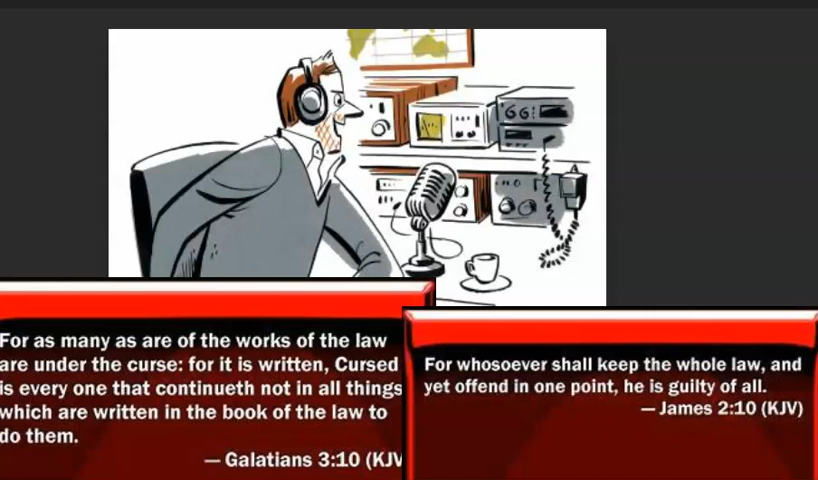 66
For as many as are of the works of the law
are under the curse: for it is written, Cursed
is every one that continueth not in all things
which are written in the book of the law to
do them.
— Galatians 3:10 (KJV
For whosoever shall keep the whole law, and
yet offend in one point, he is guilty of all.
— James 2:10 (KJV)